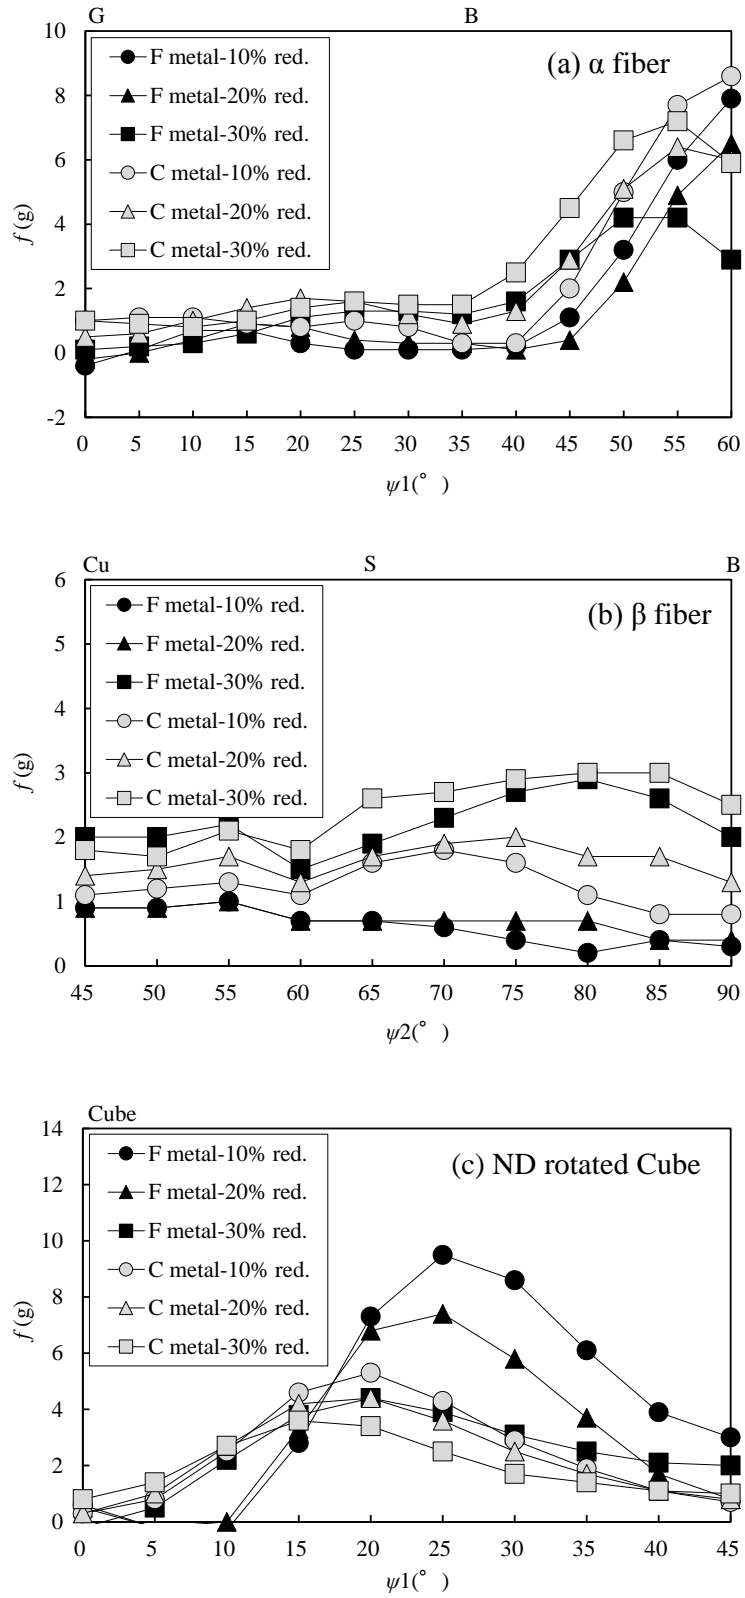 G B
10
8
6
4
2
0
-2
f (g)
F metal-10% red.
F metal-20% red.
F metal-30% red.
C metal-10% red.
C metal-20% red.
C metal-30% red.
(a) α fiber
0 5 10 15 20 25 30 35 40 45 50 55 60
ψ1(°)
Cu S B
6
5
4
3
2
1
0
f (g)
F metal-10% red.
F metal-20% red.
F metal-30% red.
C metal-10% red.
C metal-20% red.
C metal-30% red.
(b) β fiber
45 50 55 60 65 70 75 80 85 90
ψ2(°)
Cube
14
12
10
8
6
4
2
0
f (g)
F metal-10% red.
F metal-20% red.
F metal-30% red.
C metal-10% red.
C metal-20% red.
C metal-30% red.
(c) ND rotated Cube
0 5 10 15 20 25 30 35 40 45
ψ1(°)